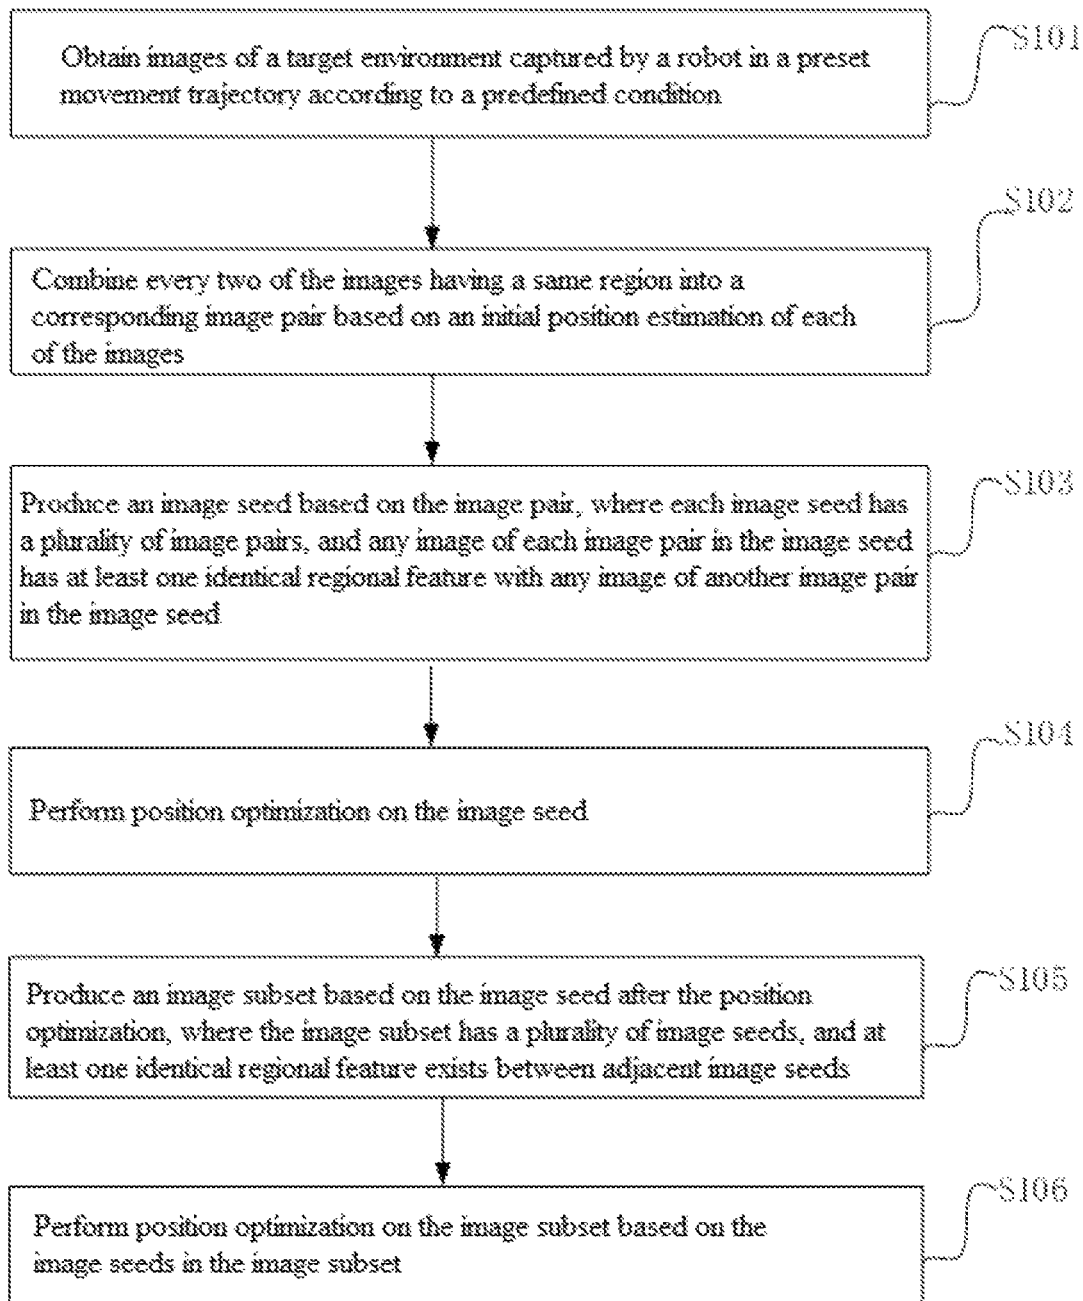 S101
Obtain images of a target environment captured by a robot in a preset
movement trajectory according to a predefined condition
S102
Combine every two of the images having a same region into a
corresponding image pair based on an initial position estimation of each
of the images
S103
Produce an image seed based on the image pair, where each image seed has
a plurality of image pairs, and any image of each image pair in the image seed
has at least one identical regional feature with any image of another image pair
in the image seed
S104
Perform position optimization on the image seed
S105
Produce an image subset based on the image seed after the position
optimization, where the image subset has a plurality of image seeds, and at
least one identical regional feature exists between adjacent image seeds
S106
Perform position optimization on the image subset based on the
image seeds in the image subset